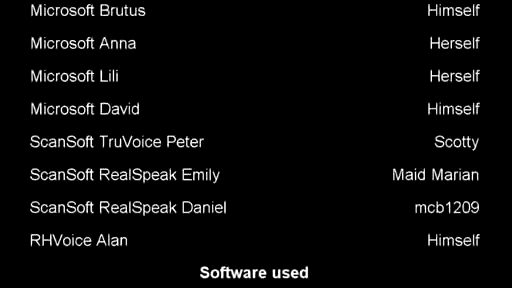 Microsoft Brutus Himself
Microsoft Anna Herself
Microsoft Lili Herself
Microsoft David Himself
ScanSoft TruVoice Peter Scotty
ScanSoft RealSpeak Emily Maid Marian
ScanSoft RealSpeak Daniel mcb1209
RHVoice Alan Himself
Software used